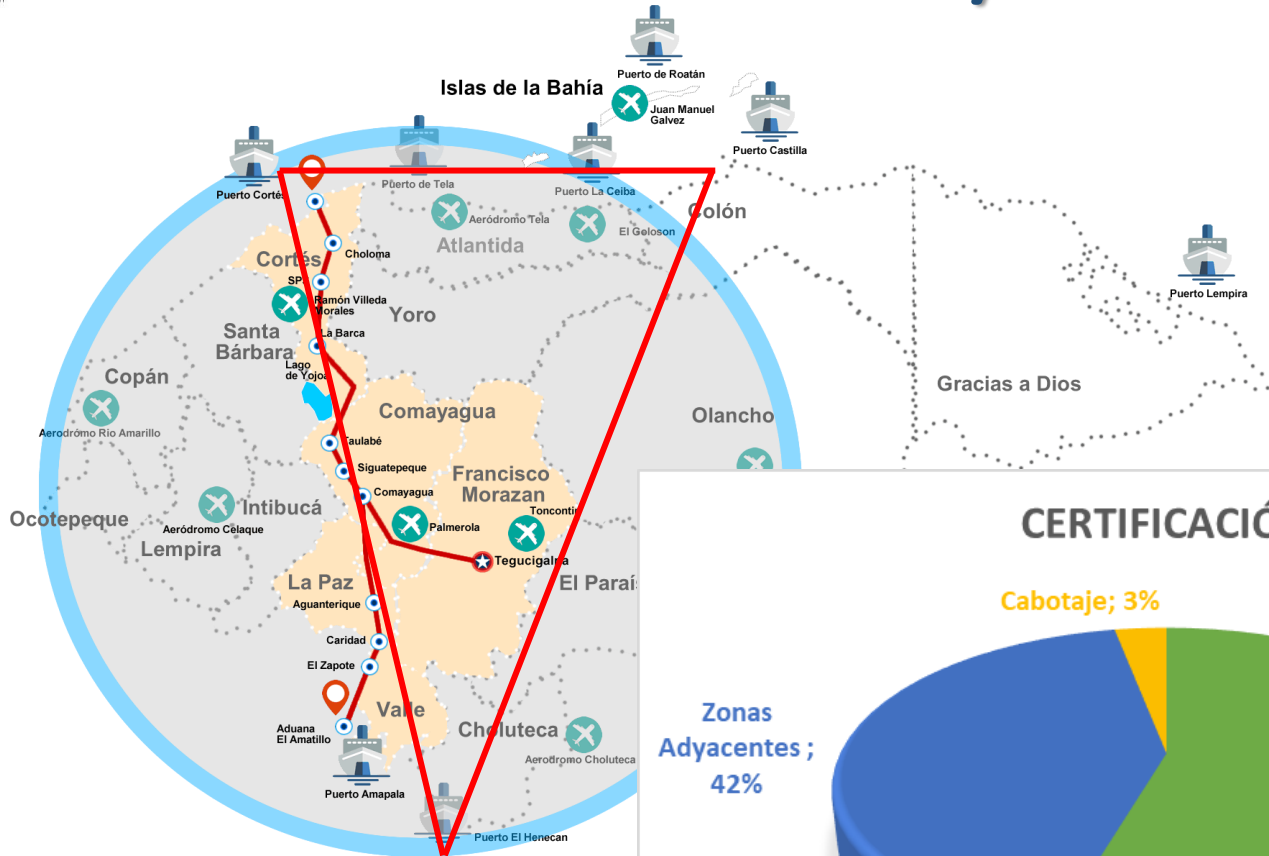 Puerto de Roatán
Islas de la Bahía
Juan Manuel
Galvez
Puerto Castilla
Puerto Cortés
Puerto de Tela
Puerto La Ceiba
Colón
Aeródromo Tela
El Goloson
Atlantida
Choloma
Cortés
SPS
Puerto Lempira
Ramón Villeda
Morales
Yoro
Santa
Bárbara
La Barca
Lago
de Yojoa
Copán
Gracias a Dios
Comayagua
Olancho
Aeródromo Rio Amarillo
Taulabé
Siguatepeque
Francisco
Morazan
Comayagua
Intibucá
Toncontin
Ocotepeque
Aeródromo Celaque
Palmerola
Lempira
Tegucigalpa
La Paz
El Paraís
Aguanterique
Caridad
El Zapote
Valle
Aduana
El Amatillo
Choluteca
Aerodromo Choluteca
Puerto Amapala
Puerto El Henecan
CERTIFICACIÓ
Cabotaje; 3%
Zonas
Adyacentes ;
42%